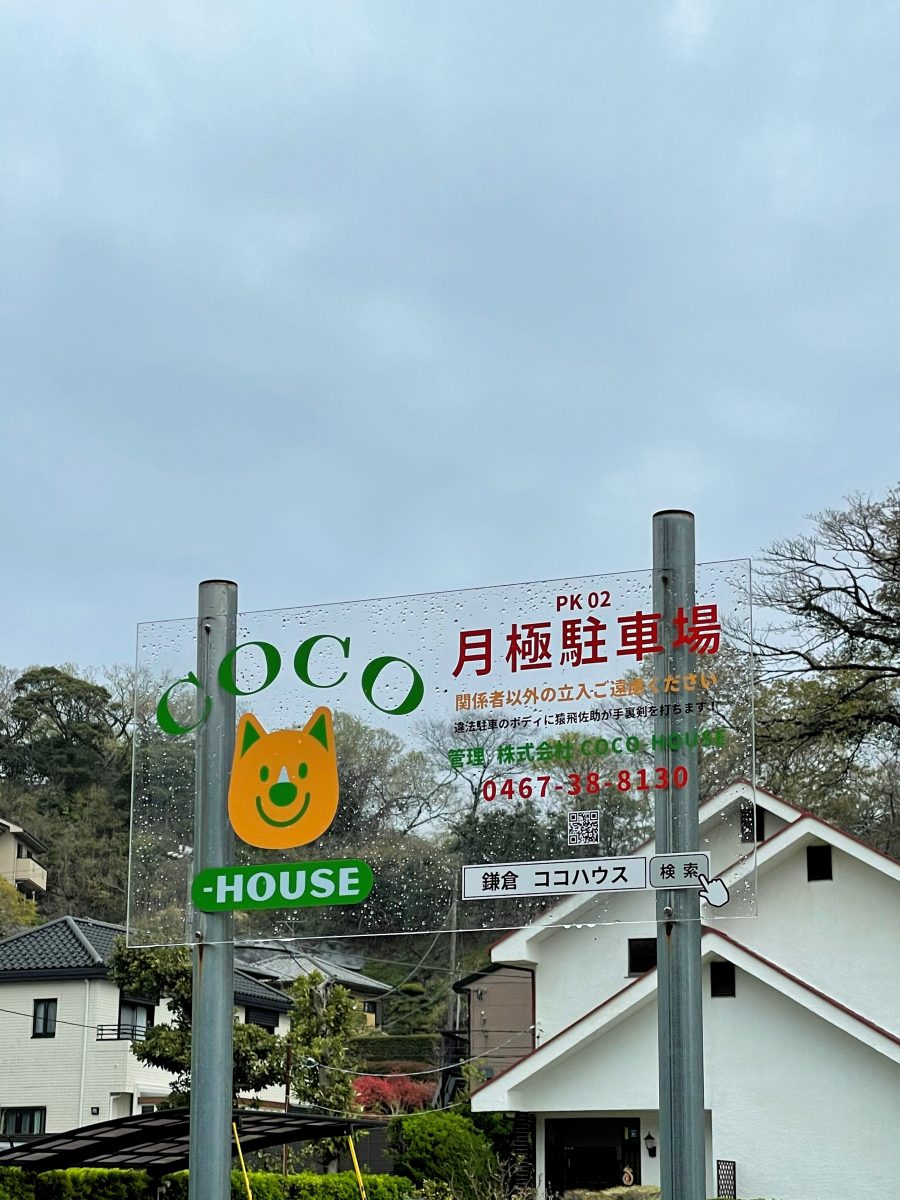 COCO
-HOUSE
PK 02
月極駐車場
関係者以外の立入ご遠慮ください
違法駐車のボディに猿飛佐助が手裏剣を打ちます！
管理 株式会社 COCO-HOUSE
0467-38-8130
鎌倉 ココハウス
検索